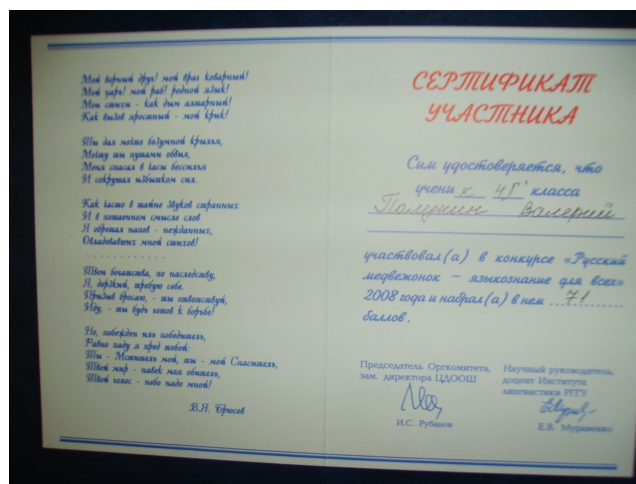 Мой верный друг! мой враг коварный!
Мой царь! мой раб! родной язык!
Мои стихи - как дым алтарный!
Как вызов яростный - мой крик!
Ты дал мечте безумной крылья,
Мечту ты путами обвил,
Меня спасал в часы бессилья
И сокрушал избытком сил.
Как часто в тайне звуков странных
И в потаенном смысле слов
Я обретал напев - нежданных,
Овладевавших мной стихов!
. . . . . . . . . . . .
Твои богатства, по наследству,
Я, дерзкий, требую себе.
Призыв бросаю, - ты ответствуй,
Иду, - ты будь готов к борьбе!
Но, побежден иль победитель,
Равно паду я пред тобой:
Ты - Мститель мой, ты - мой Спаситель,
Твой мир - навек моя обитель,
Твой голос - небо надо мной!
В.Я. Брюсов
СЕРТИФИКАТ
УЧАСТНИКА
Сим удостоверяется, что
учени к 4Г' класса
Полунин Валерий
участвовал(а) в конкурсе «Русский
медвежонок – языкознание для всех»
2008 года и набрал(а) в нем 71
баллов.
Председатель Оргкомитета,
зам. директора ЦДООШ
И.С. Рубанов
Научный руководитель,
доцент Института
лингвистики РГГУ
Е.В. Муравенко